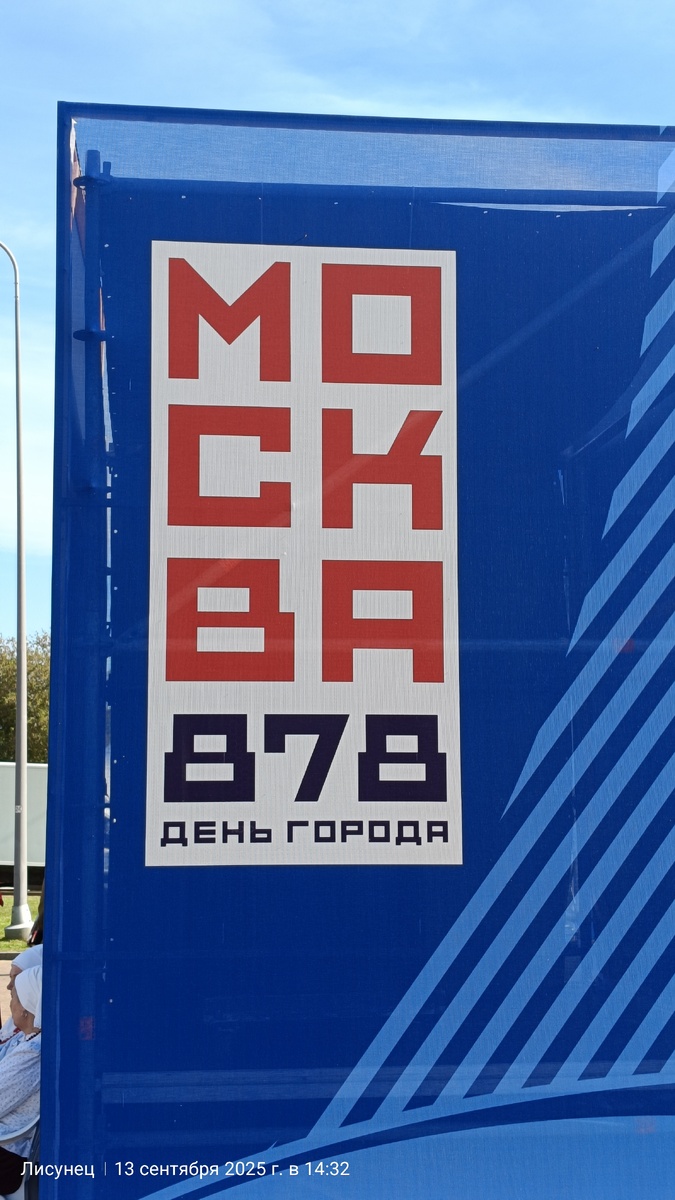 МО
СК
ВА
878
ДЕНЬ ГОРОДА
Лисунец | 13 сентября 2025 г. в 14:32